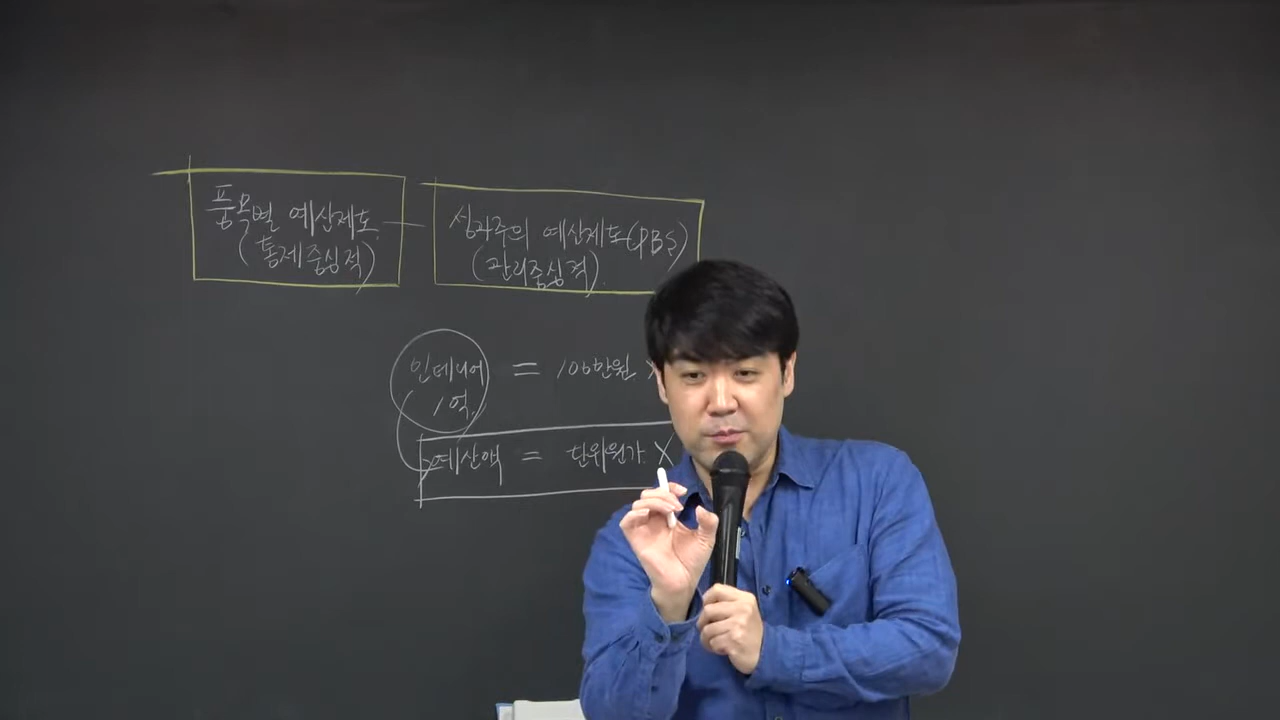 품목별 예산제도
(통제중심적)
성과주의 예산제도(PBS)
(관리중심적)
인테리어 = 100만원 X
1억
예산액 = 단위원가 X